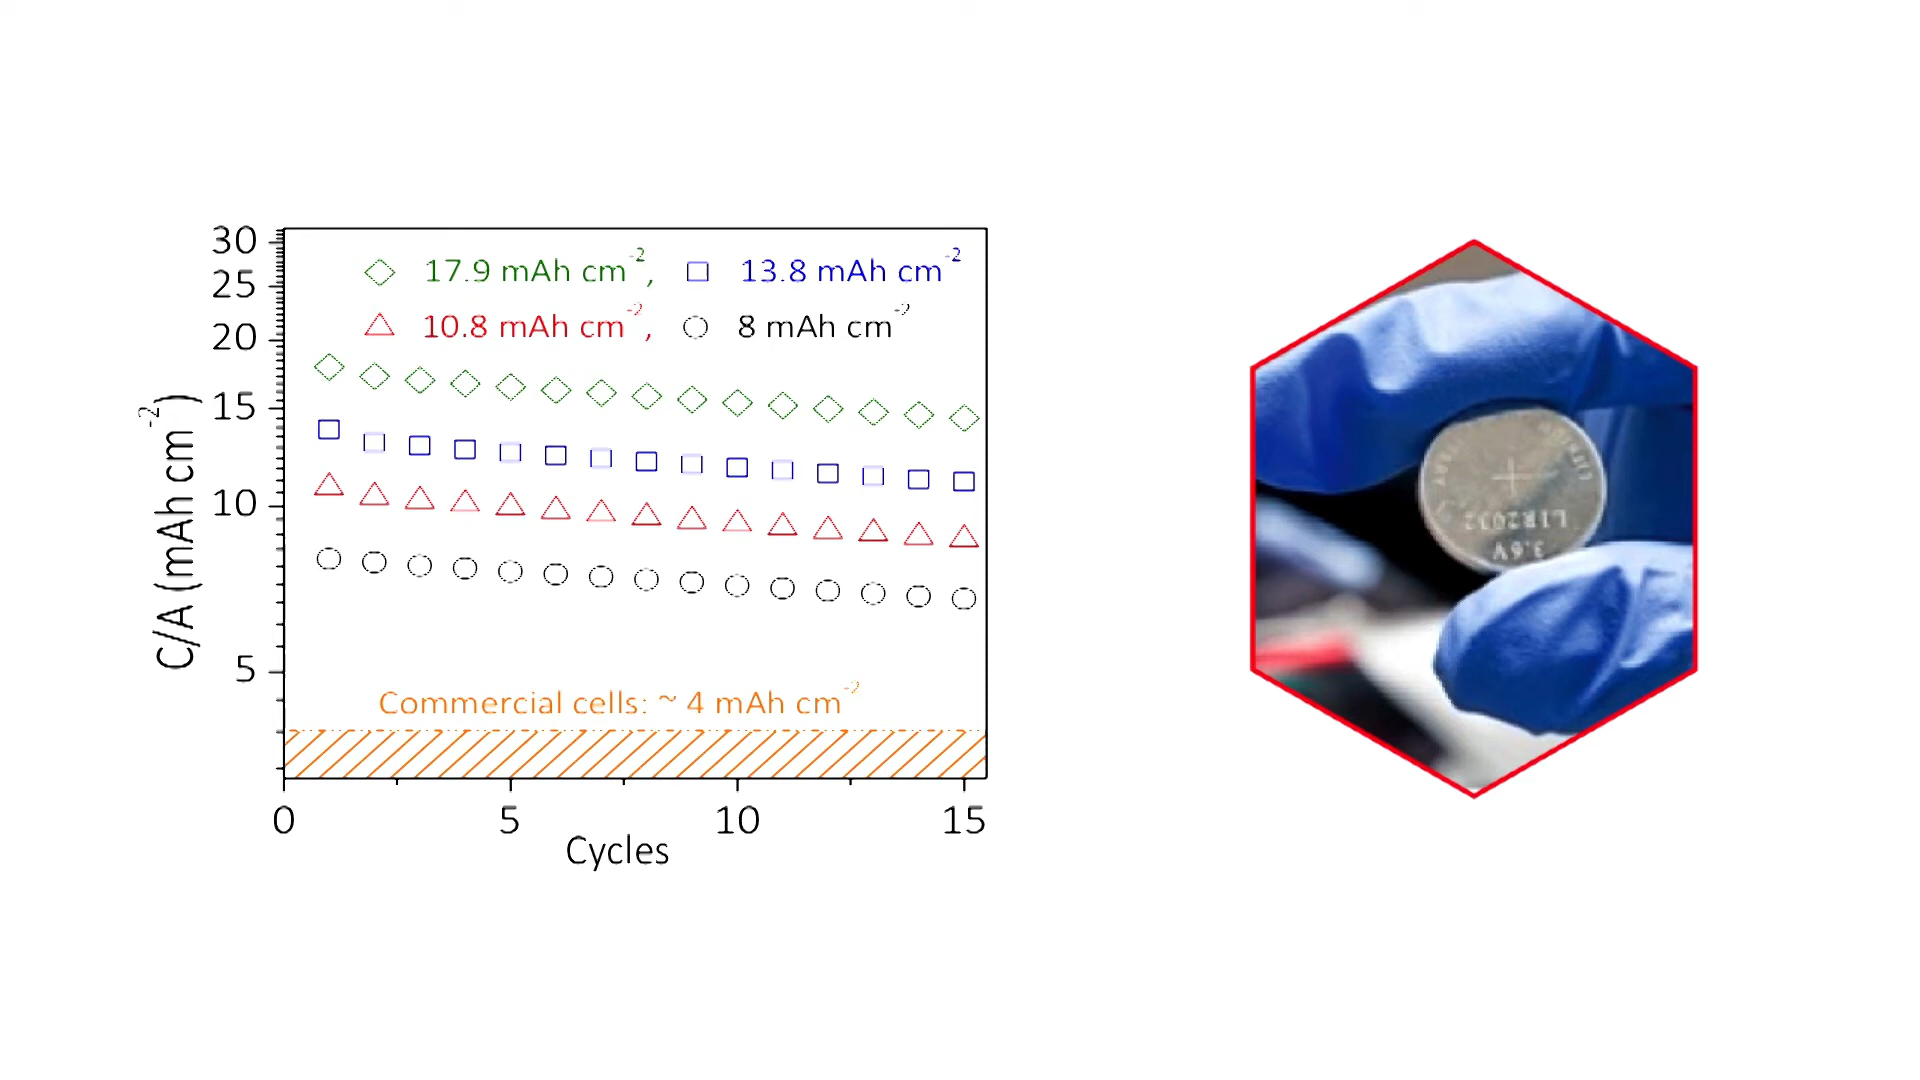 30
25
20
15
10
5
C/A (mAh cm⁻²)
17.9 mAh cm⁻², 13.8 mAh cm⁻²
10.8 mAh cm⁻², 8 mAh cm⁻²
Commercial cells: ~ 4 mAh cm⁻²
0 5 10 15
Cycles
LIR2032
3.6V